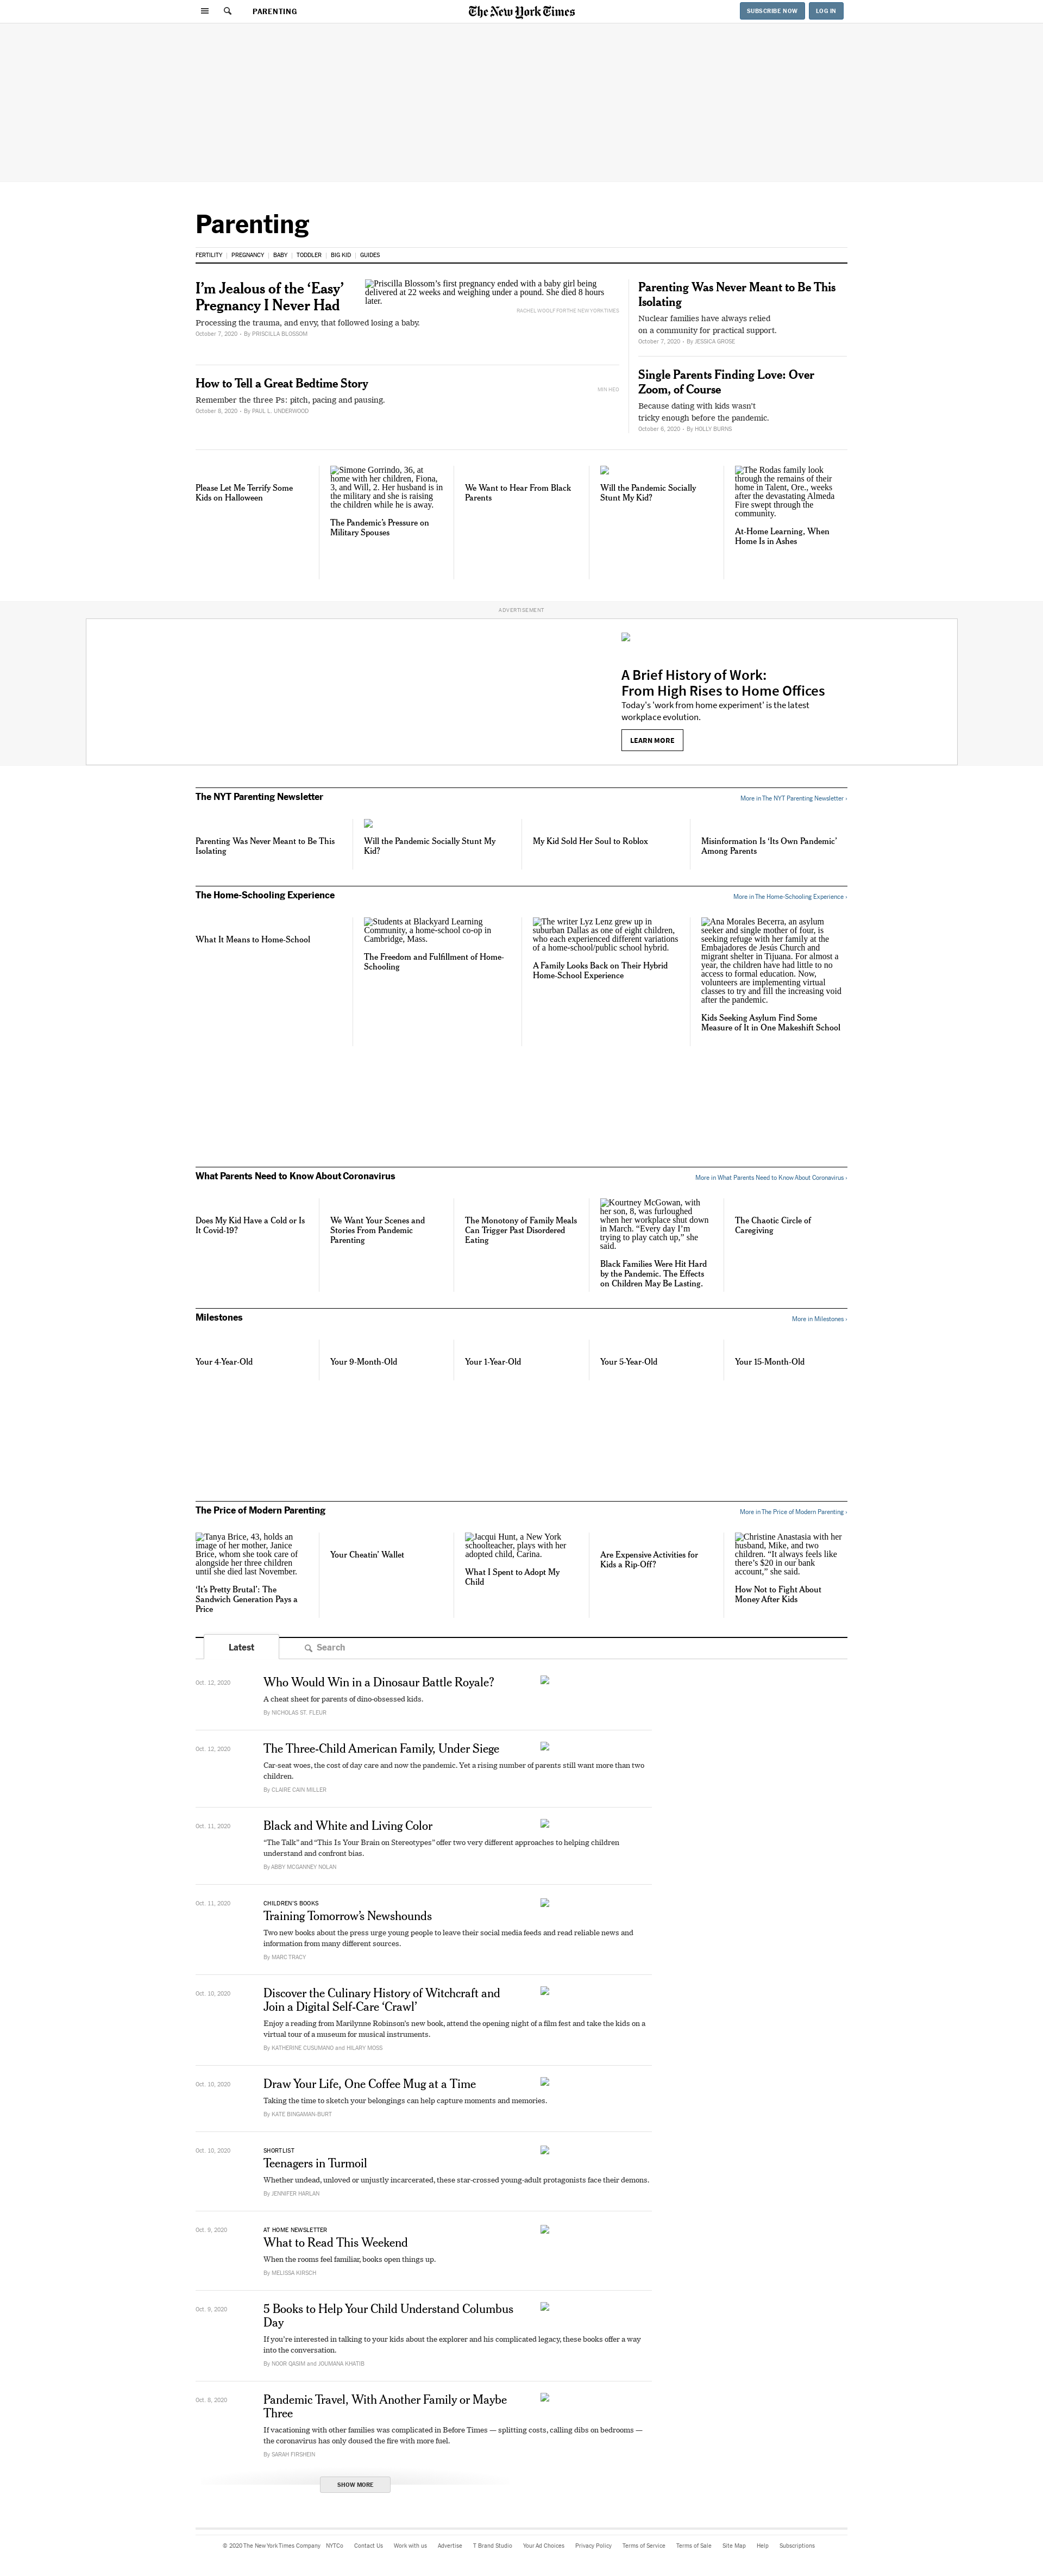 PARENTING
The New York Times
SUBSCRIBE NOW
LOG IN
Parenting
FERTILITY | PREGNANCY | BABY | TODDLER | BIG KID | GUIDES
I’m Jealous of the ‘Easy’
Pregnancy I Never Had
Processing the trauma, and envy, that followed losing a baby.
October 7, 2020 • By PRISCILLA BLOSSOM
Priscilla Blossom’s first pregnancy ended with a baby girl being
delivered at 22 weeks and weighing under a pound. She died 8 hours
later.
RACHEL WOOLF FOR THE NEW YORK TIMES
How to Tell a Great Bedtime Story
Remember the three Ps: pitch, pacing and pausing.
October 8, 2020 • By PAUL L. UNDERWOOD
MIN HEO
Parenting Was Never Meant to Be This
Isolating
Nuclear families have always relied
on a community for practical support.
October 7, 2020 • By JESSICA GROSE
Single Parents Finding Love: Over
Zoom, of Course
Because dating with kids wasn’t
tricky enough before the pandemic.
October 6, 2020 • By HOLLY BURNS
Please Let Me Terrify Some
Kids on Halloween
Simone Gorrindo, 36, at
home with her children, Fiona,
3, and Will, 2. Her husband is in
the military and she is raising
the children while he is away.
The Pandemic’s Pressure on
Military Spouses
We Want to Hear From Black
Parents
Will the Pandemic Socially
Stunt My Kid?
The Rodas family look
through the remains of their
home in Talent, Ore., weeks
after the devastating Almeda
Fire swept through the
community.
At-Home Learning, When
Home Is in Ashes
ADVERTISEMENT
A Brief History of Work:
From High Rises to Home Offices
Today's 'work from home experiment' is the latest
workplace evolution.
LEARN MORE
The NYT Parenting Newsletter
More in The NYT Parenting Newsletter ›
Parenting Was Never Meant to Be This
Isolating
Will the Pandemic Socially Stunt My
Kid?
My Kid Sold Her Soul to Roblox
Misinformation Is ‘Its Own Pandemic’
Among Parents
The Home-Schooling Experience
More in The Home-Schooling Experience ›
What It Means to Home-School
Students at Blackyard Learning
Community, a home-school co-op in
Cambridge, Mass.
The Freedom and Fulfillment of Home-
Schooling
The writer Lyz Lenz grew up in
suburban Dallas as one of eight children,
who each experienced different variations
of a home-school/public school hybrid.
A Family Looks Back on Their Hybrid
Home-School Experience
Ana Morales Becerra, an asylum
seeker and single mother of four, is
seeking refuge with her family at the
Embajadores de Jesús Church and
migrant shelter in Tijuana. For almost a
year, the children have had little to no
access to formal education. Now,
volunteers are implementing virtual
classes to try and fill the increasing void
after the pandemic.
Kids Seeking Asylum Find Some
Measure of It in One Makeshift School
What Parents Need to Know About Coronavirus
More in What Parents Need to Know About Coronavirus ›
Does My Kid Have a Cold or Is
It Covid-19?
We Want Your Scenes and
Stories From Pandemic
Parenting
The Monotony of Family Meals
Can Trigger Past Disordered
Eating
Kourtney McGowan, with
her son, 8, was furloughed
when her workplace shut down
in March. “Every day I’m
trying to play catch up,” she
said.
Black Families Were Hit Hard
by the Pandemic. The Effects
on Children May Be Lasting.
The Chaotic Circle of
Caregiving
Milestones
More in Milestones ›
Your 4-Year-Old
Your 9-Month-Old
Your 1-Year-Old
Your 5-Year-Old
Your 15-Month-Old
The Price of Modern Parenting
More in The Price of Modern Parenting ›
Tanya Brice, 43, holds an
image of her mother, Janice
Brice, whom she took care of
alongside her three children
until she died last November.
‘It’s Pretty Brutal’: The
Sandwich Generation Pays a
Price
Your Cheatin’ Wallet
Jacqui Hunt, a New York
schoolteacher, plays with her
adopted child, Carina.
What I Spent to Adopt My
Child
Are Expensive Activities for
Kids a Rip-Off?
Christine Anastasia with her
husband, Mike, and two
children. “It always feels like
there’s $20 in our bank
account,” she said.
How Not to Fight About
Money After Kids
Latest
Search
Oct. 12, 2020
Who Would Win in a Dinosaur Battle Royale?
A cheat sheet for parents of dino-obsessed kids.
By NICHOLAS ST. FLEUR
Oct. 12, 2020
The Three-Child American Family, Under Siege
Car-seat woes, the cost of day care and now the pandemic. Yet a rising number of parents still want more than two
children.
By CLAIRE CAIN MILLER
Oct. 11, 2020
Black and White and Living Color
“The Talk” and “This Is Your Brain on Stereotypes” offer two very different approaches to helping children
understand and confront bias.
By ABBY MCGANNEY NOLAN
Oct. 11, 2020
CHILDREN’S BOOKS
Training Tomorrow’s Newshounds
Two new books about the press urge young people to leave their social media feeds and read reliable news and
information from many different sources.
By MARC TRACY
Oct. 10, 2020
Discover the Culinary History of Witchcraft and
Join a Digital Self-Care ‘Crawl’
Enjoy a reading from Marilynne Robinson’s new book, attend the opening night of a film fest and take the kids on a
virtual tour of a museum for musical instruments.
By KATHERINE CUSUMANO and HILARY MOSS
Oct. 10, 2020
Draw Your Life, One Coffee Mug at a Time
Taking the time to sketch your belongings can help capture moments and memories.
By KATE BINGAMAN-BURT
Oct. 10, 2020
SHORTLIST
Teenagers in Turmoil
Whether undead, unloved or unjustly incarcerated, these star-crossed young-adult protagonists face their demons.
By JENNIFER HARLAN
Oct. 9, 2020
AT HOME NEWSLETTER
What to Read This Weekend
When the rooms feel familiar, books open things up.
By MELISSA KIRSCH
Oct. 9, 2020
5 Books to Help Your Child Understand Columbus
Day
If you’re interested in talking to your kids about the explorer and his complicated legacy, these books offer a way
into the conversation.
By NOOR QASIM and JOUMANA KHATIB
Oct. 8, 2020
Pandemic Travel, With Another Family or Maybe
Three
If vacationing with other families was complicated in Before Times — splitting costs, calling dibs on bedrooms —
the coronavirus has only doused the fire with more fuel.
By SARAH FIRSHEIN
SHOW MORE
© 2020 The New York Times Company NYTCo Contact Us Work with us Advertise T Brand Studio Your Ad Choices Privacy Policy Terms of Service Terms of Sale Site Map Help Subscriptions